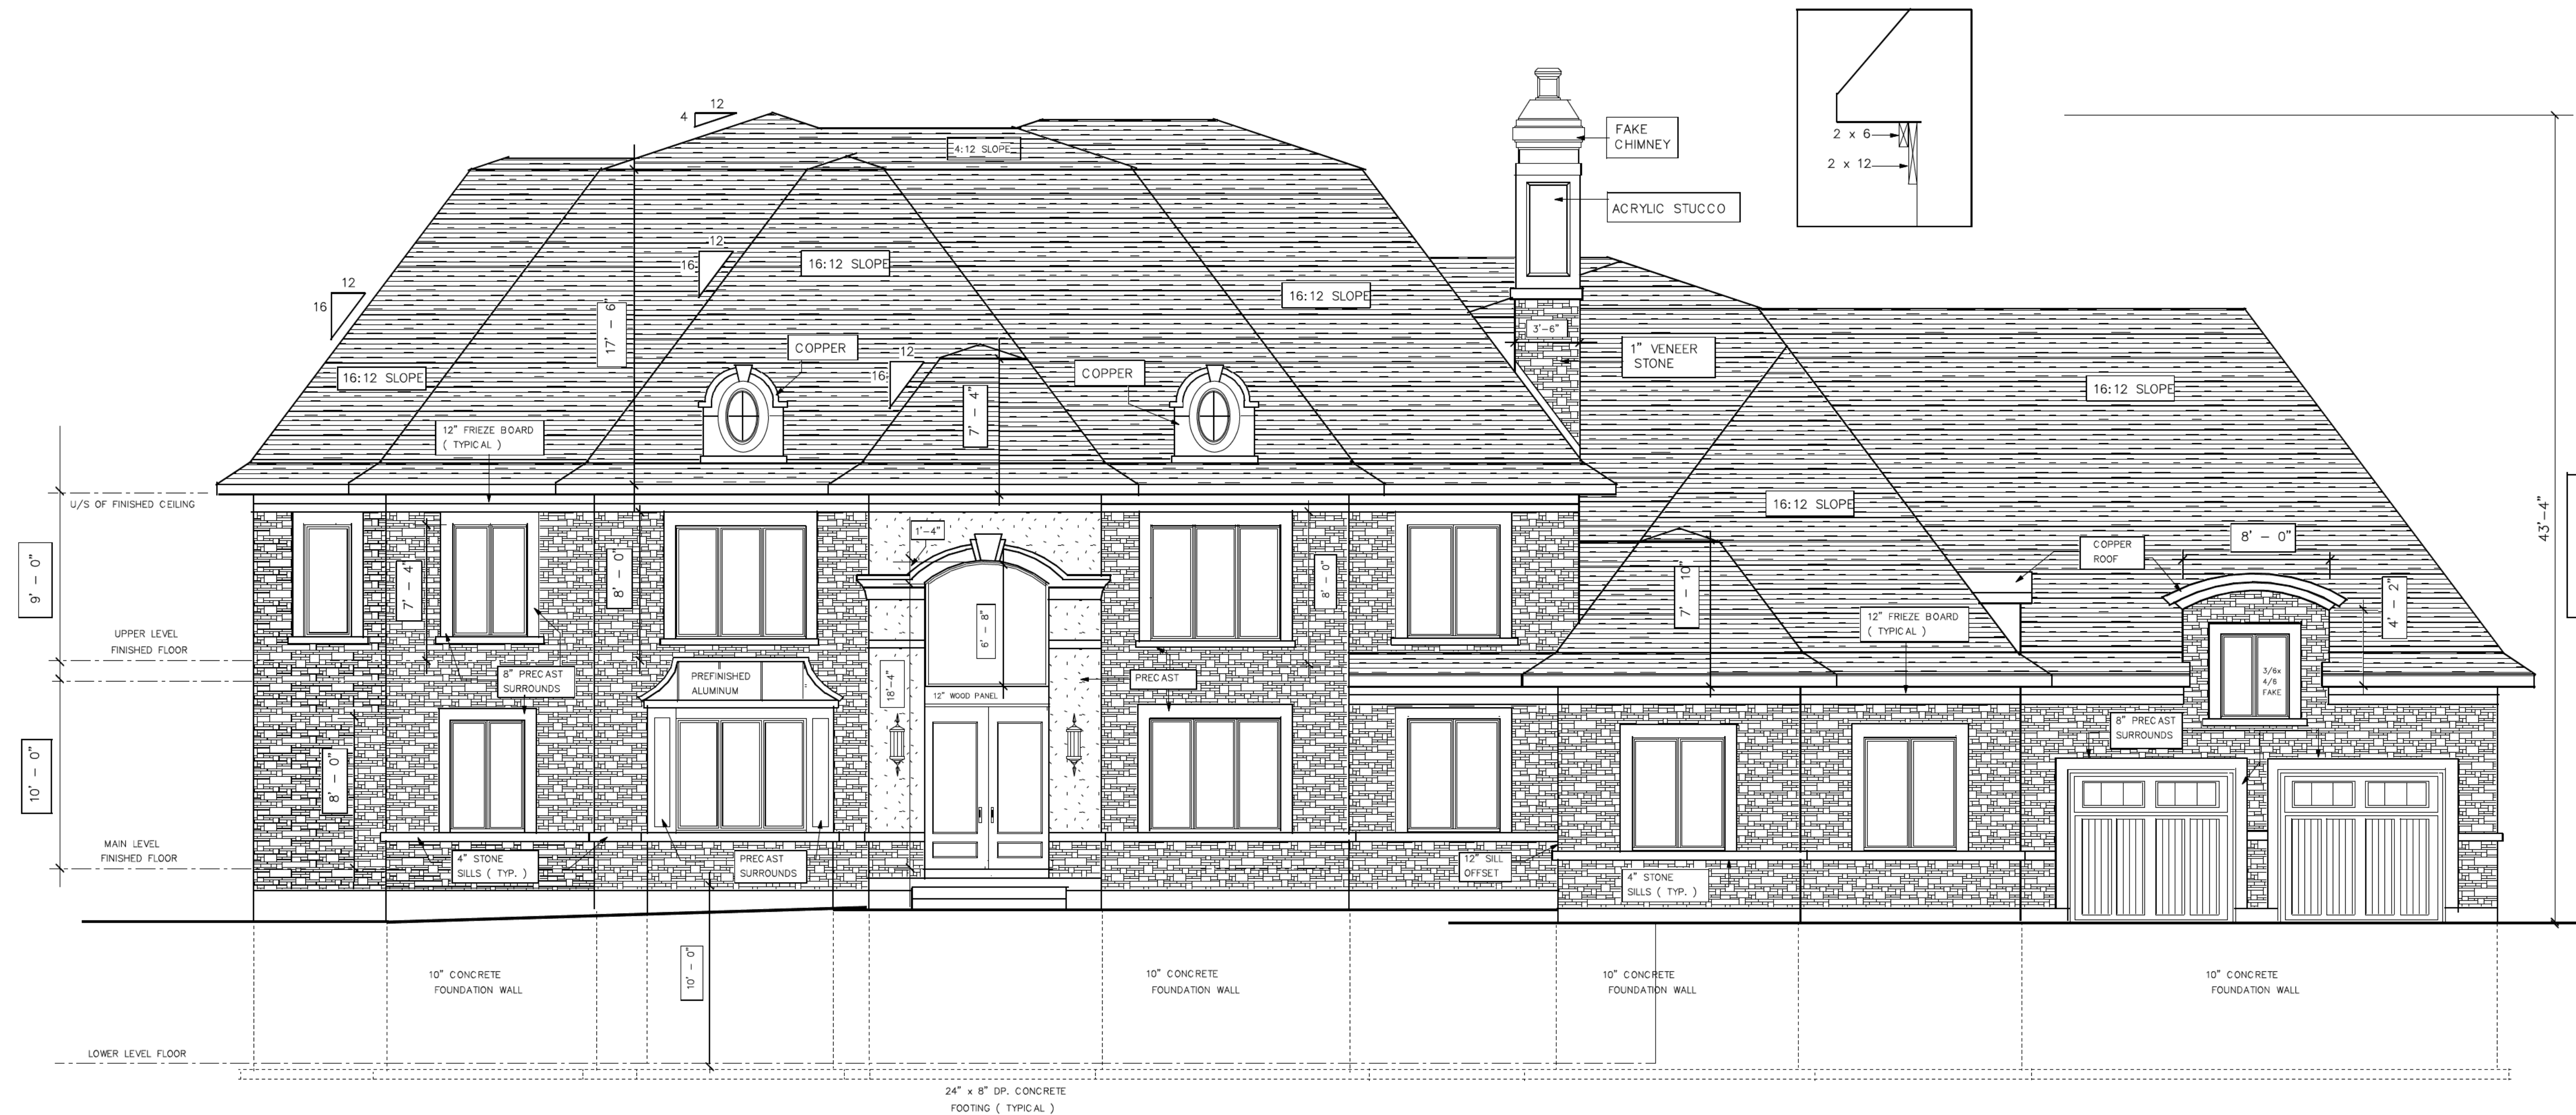 12
4
4:12 SLOPE
FAKE
CHIMNEY
2 x 6
2 x 12
ACRYLIC STUCCO
12
16
16:12 SLOPE
12
16
17' - 6"
16:12 SLOPE
3'-6"
1" VENEER
STONE
COPPER
12
16
COPPER
16:12 SLOPE
7' - 4"
16:12 SLOPE
12" FRIEZE BOARD
( TYPICAL )
U/S OF FINISHED CEILING
16:12 SLOPE
43'-4"
1'-4"
8' - 0"
COPPER
ROOF
9' - 0"
7' - 4"
8' - 0"
8' - 0"
7' - 10"
4' - 2"
6' - 8"
12" FRIEZE BOARD
( TYPICAL )
UPPER LEVEL
FINISHED FLOOR
8" PRECAST
SURROUNDS
PREFINISHED
ALUMINUM
18'-4"
12" WOOD PANEL
PRECAST
3/6x
4/6
FAKE
8" PRECAST
SURROUNDS
10' - 0"
8' - 0"
MAIN LEVEL
FINISHED FLOOR
4" STONE
SILLS ( TYP. )
PRECAST
SURROUNDS
12" SILL
OFFSET
4" STONE
SILLS ( TYP. )
10' - 0"
10" CONCRETE
FOUNDATION WALL
10" CONCRETE
FOUNDATION WALL
10" CONCRETE
FOUNDATION WALL
10" CONCRETE
FOUNDATION WALL
LOWER LEVEL FLOOR
24" x 8" DP. CONCRETE
FOOTING ( TYPICAL )